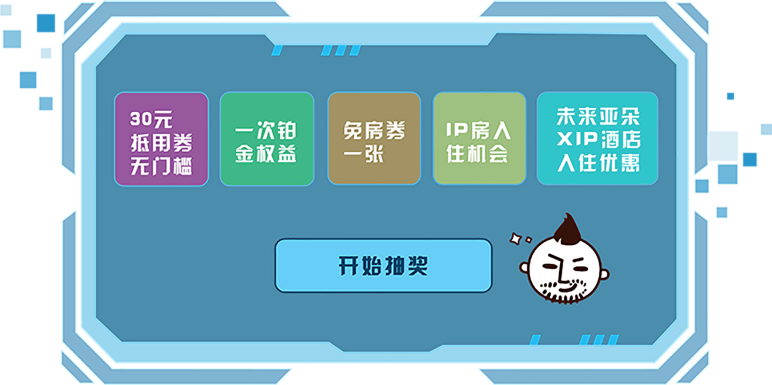 30元
抵用券
无门槛
一次铂
金权益
免房券
一张
IP房入
住机会
未来亚朵
XIP酒店
入住优惠
开始抽奖